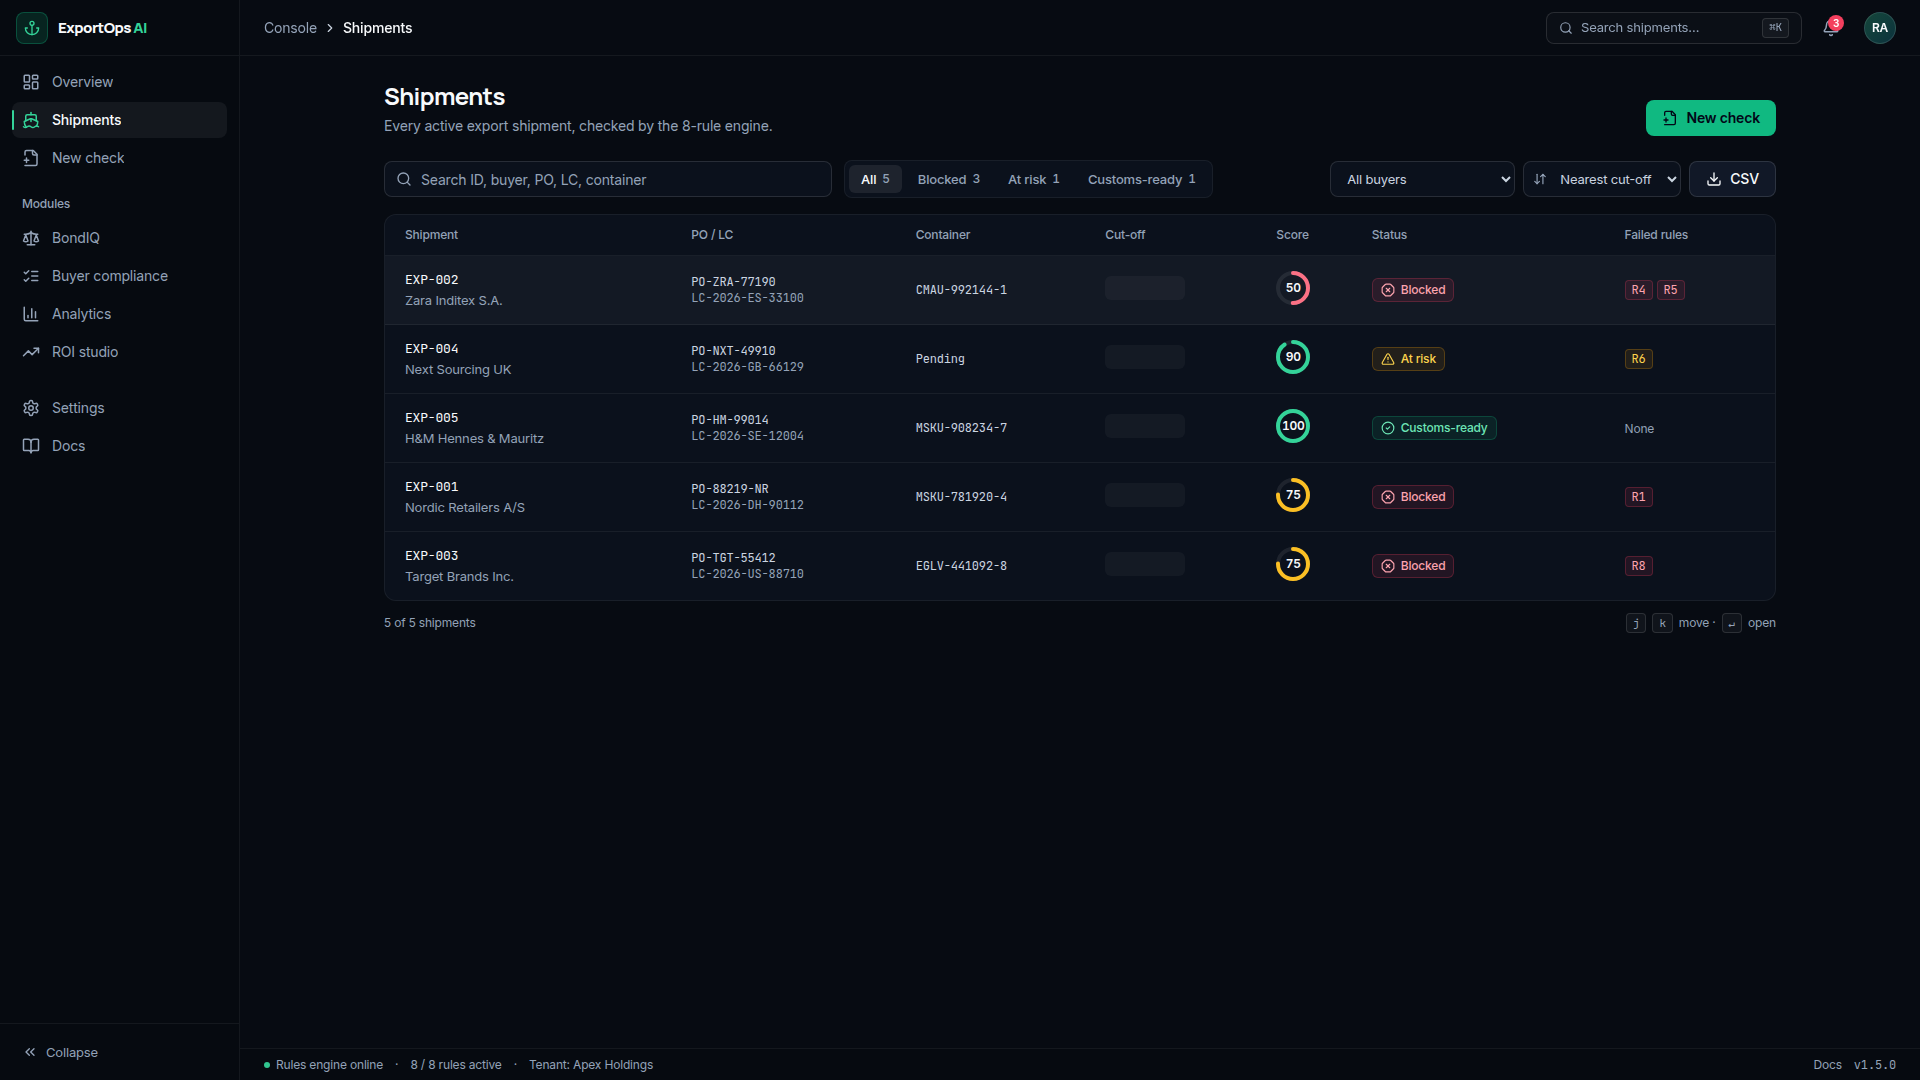 ExportOps AI
Console > Shipments
Search shipments... ⌘K
3
RA
Overview
Shipments
New check
Modules
BondIQ
Buyer compliance
Analytics
ROI studio
Settings
Docs
Collapse
Shipments
Every active export shipment, checked by the 8-rule engine.
New check
Search ID, buyer, PO, LC, container
All 5 Blocked 3 At risk 1 Customs-ready 1
All buyers
Nearest cut-off
CSV
Shipment PO / LC Container Cut-off Score Status Failed rules
EXP-002
Zara Inditex S.A.
PO-ZRA-77190
LC-2026-ES-33100
CMAU-992144-1
50
Blocked
R4 R5
EXP-004
Next Sourcing UK
PO-NXT-49910
LC-2026-GB-66129
Pending
90
At risk
R6
EXP-005
H&M Hennes & Mauritz
PO-HM-99014
LC-2026-SE-12004
MSKU-908234-7
100
Customs-ready
None
EXP-001
Nordic Retailers A/S
PO-88219-NR
LC-2026-DH-90112
MSKU-781920-4
75
Blocked
R1
EXP-003
Target Brands Inc.
PO-TGT-55412
LC-2026-US-88710
EGLV-441092-8
75
Blocked
R8
5 of 5 shipments
j k move · ↵ open
Rules engine online · 8 / 8 rules active · Tenant: Apex Holdings
Docs v1.5.0